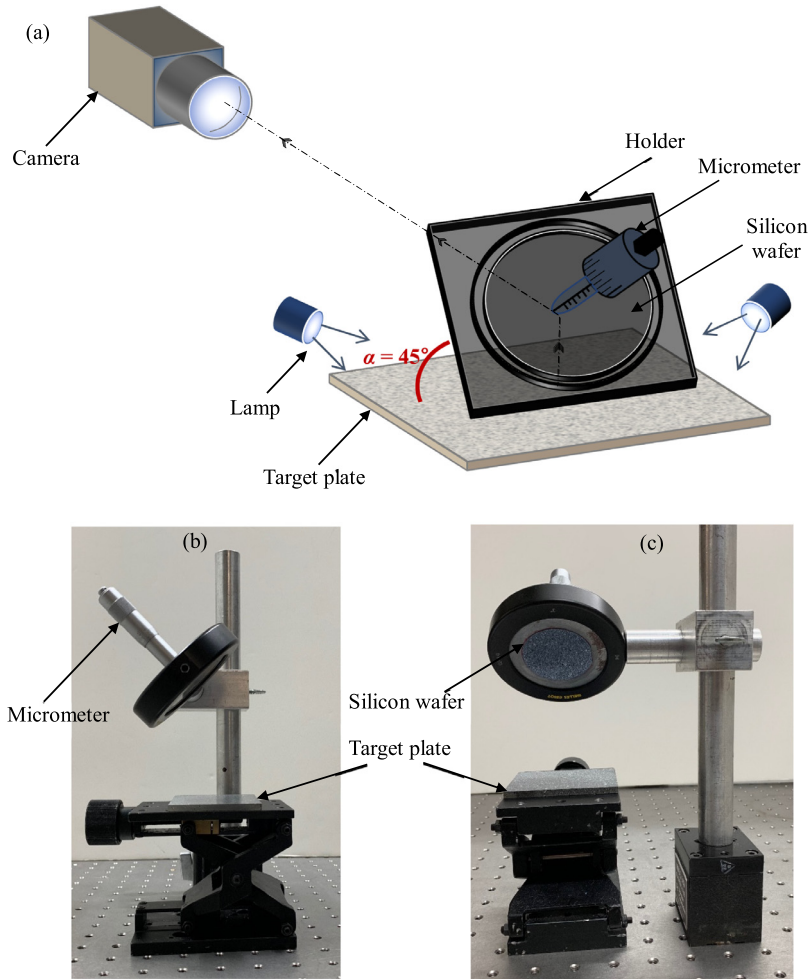 (a)
Camera
Holder
Micrometer
Silicon
wafer
α = 45°
Lamp
Target plate
(b)
(c)
Micrometer
Silicon wafer
Target plate